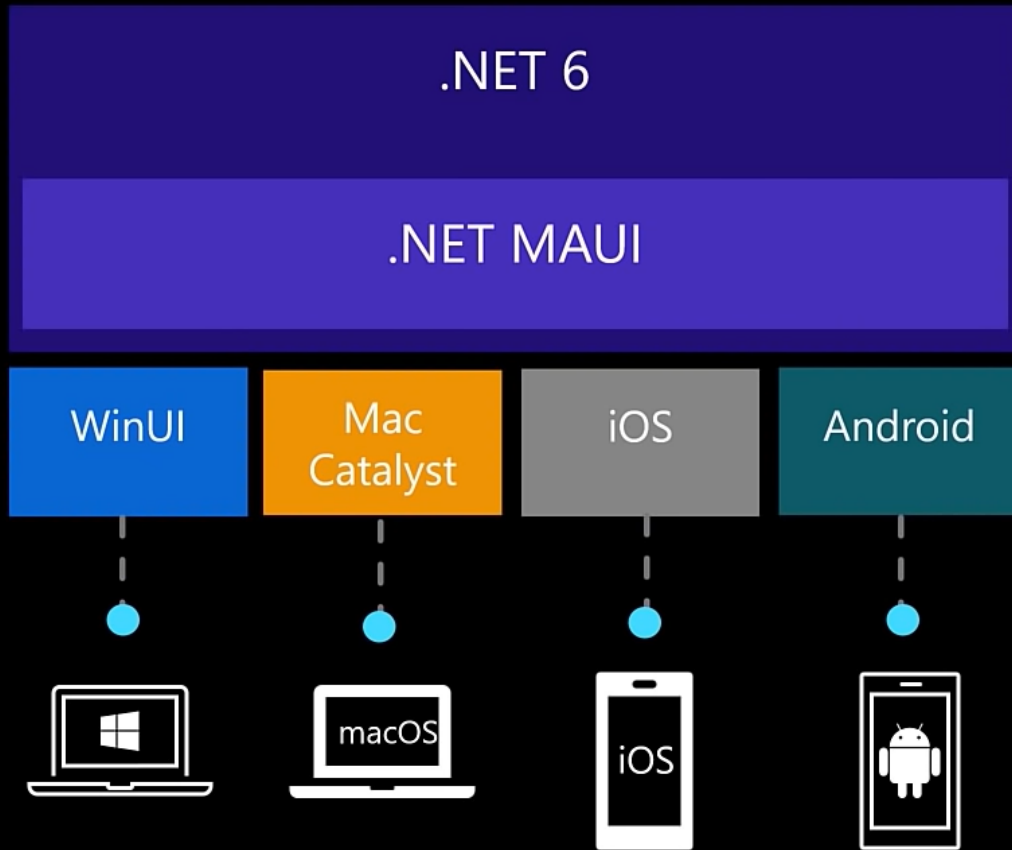 .NET 6
.NET MAUI
WinUI
Mac
Catalyst
iOS
Android
macOS
iOS